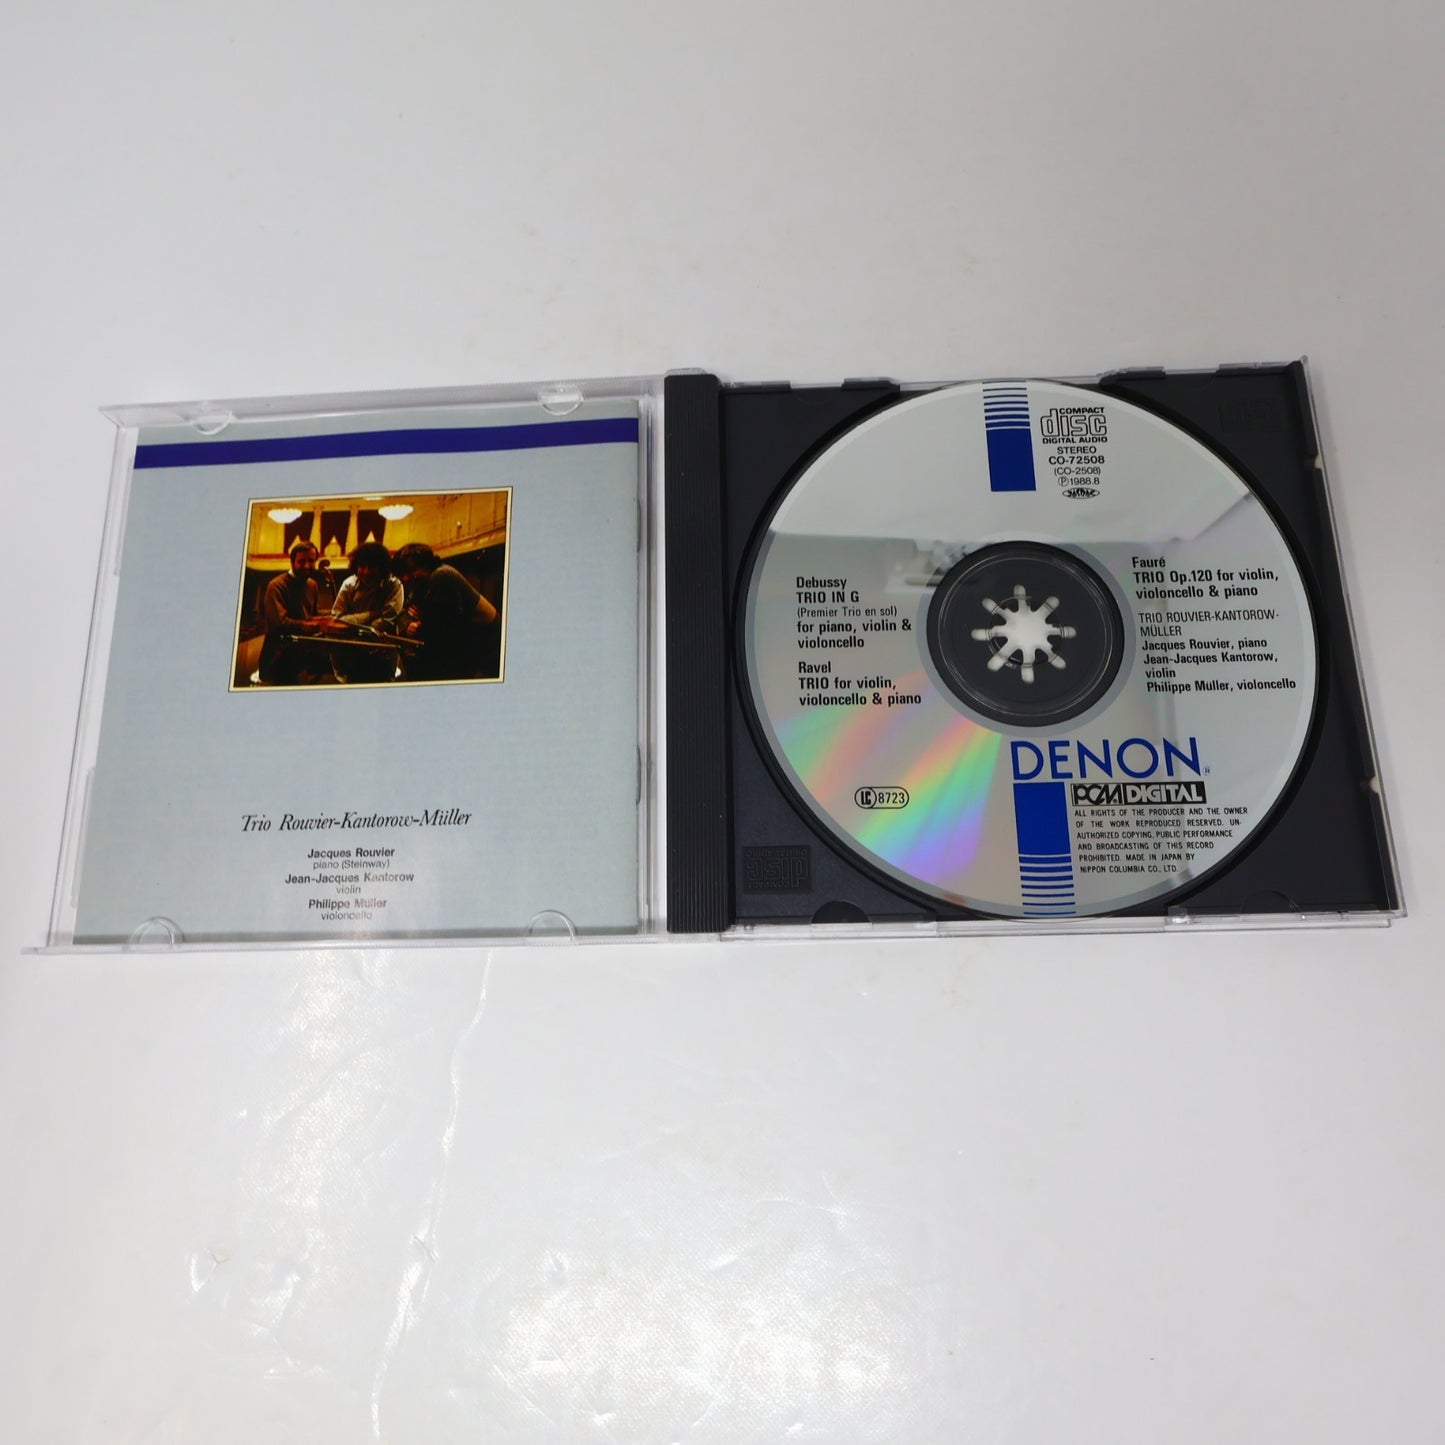 Trio Rouvier-Kantorow-Müller
Jacques Rouvier
piano (Steinway)
Jean-Jacques Kantorow
violin
Philippe Müller
violoncello
COMPACT
disc
DIGITAL AUDIO
STEREO
CO-72508
(CO-2508)
Ⓟ1988.8
Debussy
TRIO IN G
(Premier Trio en sol)
for piano, violin &
violoncello
Ravel
TRIO for violin,
violoncello & piano
Fauré
TRIO Op.120 for violin,
violoncello & piano
TRIO ROUVIER-KANTOROW-
MÜLLER
Jacques Rouvier, piano
Jean-Jacques Kantorow,
violin
Philippe Müller, violoncello
LC 8723
DENON®
PCM DIGITAL
ALL RIGHTS OF THE PRODUCER AND THE OWNER
OF THE WORK REPRODUCED RESERVED. UN-
AUTHORIZED COPYING, PUBLIC PERFORMANCE
AND BROADCASTING OF THIS RECORD
PROHIBITED. MADE IN JAPAN BY
NIPPON COLUMBIA CO., LTD.
COMPACT
disc